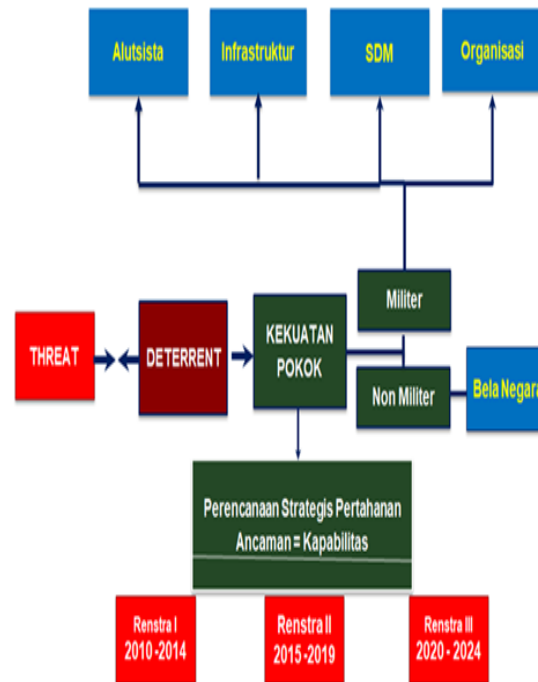 Alutsista
Infrastruktur
SDM
Organisasi
Militer
THREAT
DETERRENT
KEKUATAN
POKOK
Non Militer
Bela Negara
Perencanaan Strategis Pertahanan
Ancaman = Kapabilitas
Renstra I
2010 -2014
Renstra II
2015 -2019
Renstra III
2020 - 2024